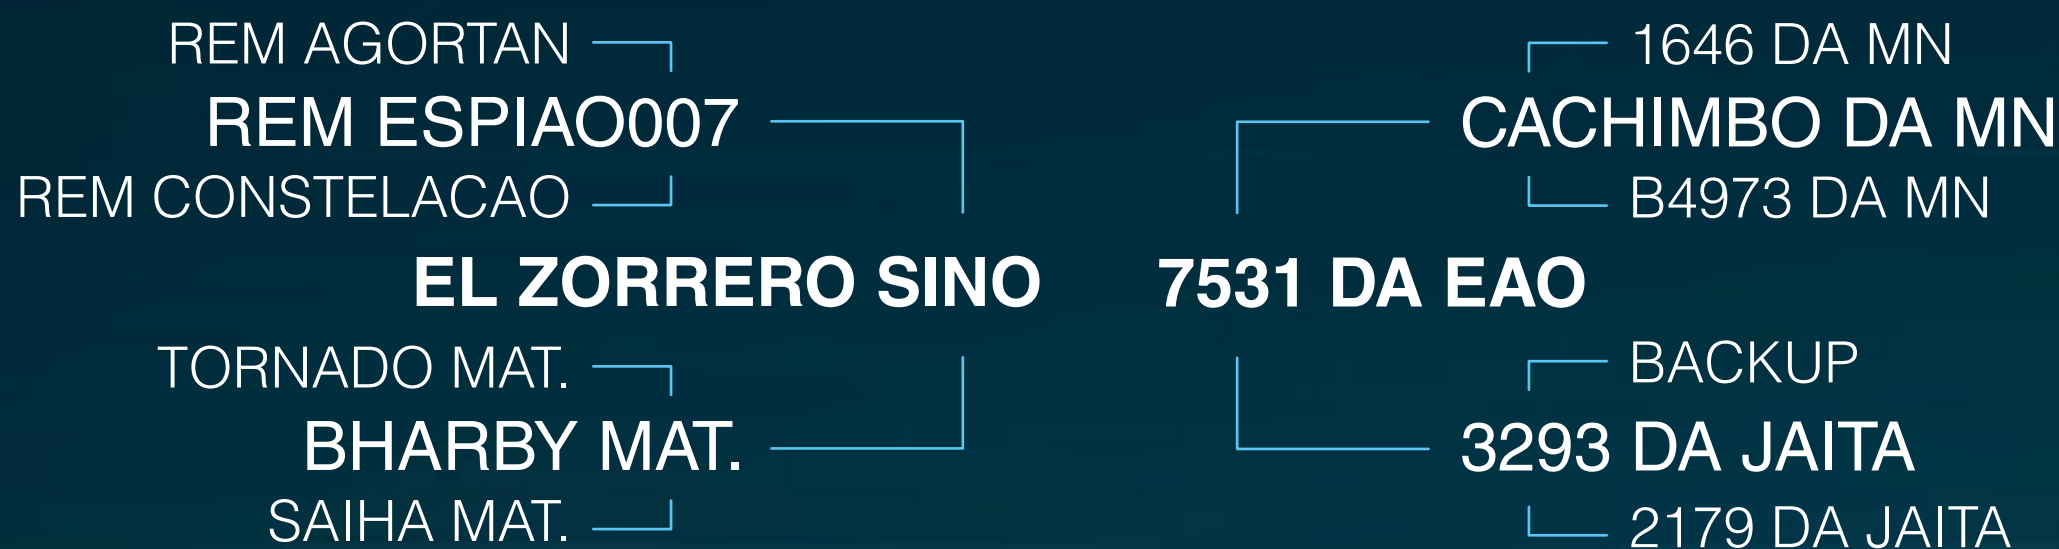 REM AGORTAN
REM ESPIAO007
REM CONSTELACAO
EL ZORRERO SINO
TORNADO MAT.
BHARBY MAT.
SAIHA MAT.
1646 DA MN
CACHIMBO DA MN
B4973 DA MN
7531 DA EAO
BACKUP
3293 DA JAITA
2179 DA JAITA